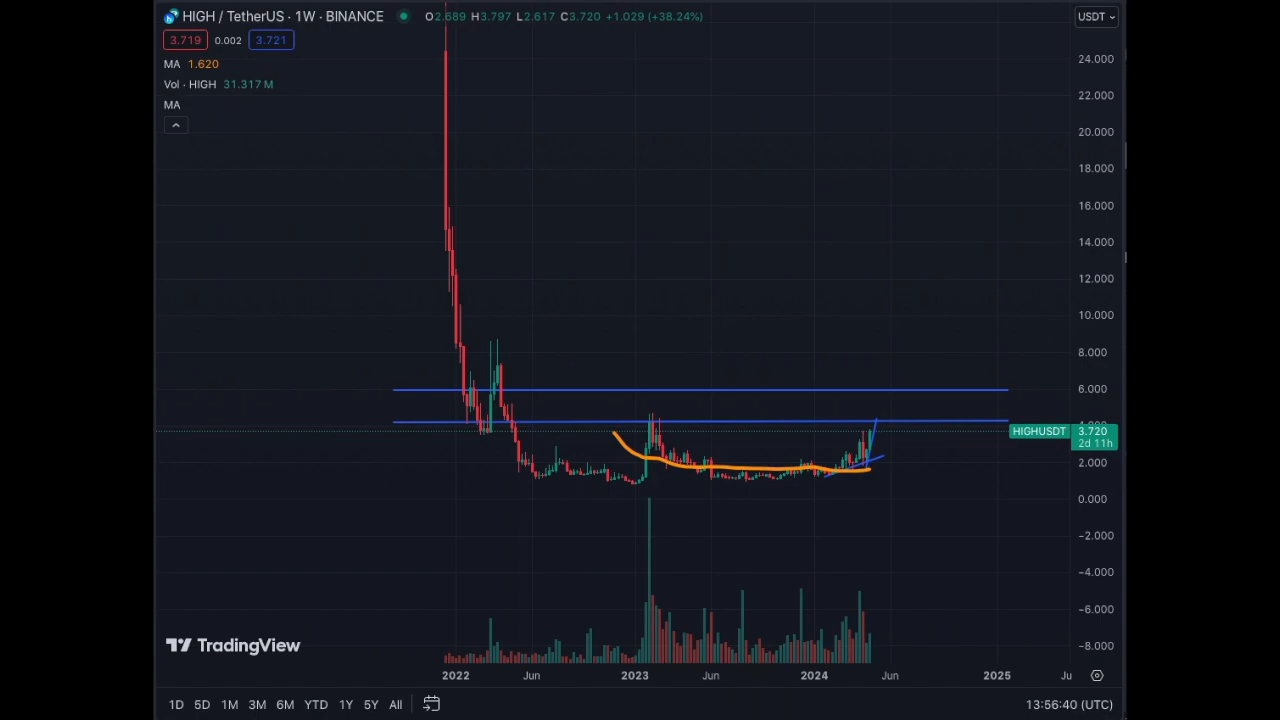 HIGH / TetherUS · 1W · BINANCE O2.689 H3.797 L2.617 C3.720 +1.029 (+38.24%)
USDT
3.719 0.002 3.721
MA 1.620
Vol · HIGH 31.317 M
MA
24.000
22.000
20.000
18.000
16.000
14.000
12.000
10.000
8.000
6.000
HIGHUSDT 3.720
2d 11h
2.000
0.000
−2.000
−4.000
−6.000
−8.000
TradingView
2022 Jun 2023 Jun 2024 Jun 2025 Ju
1D 5D 1M 3M 6M YTD 1Y 5Y All 13:56:40 (UTC)